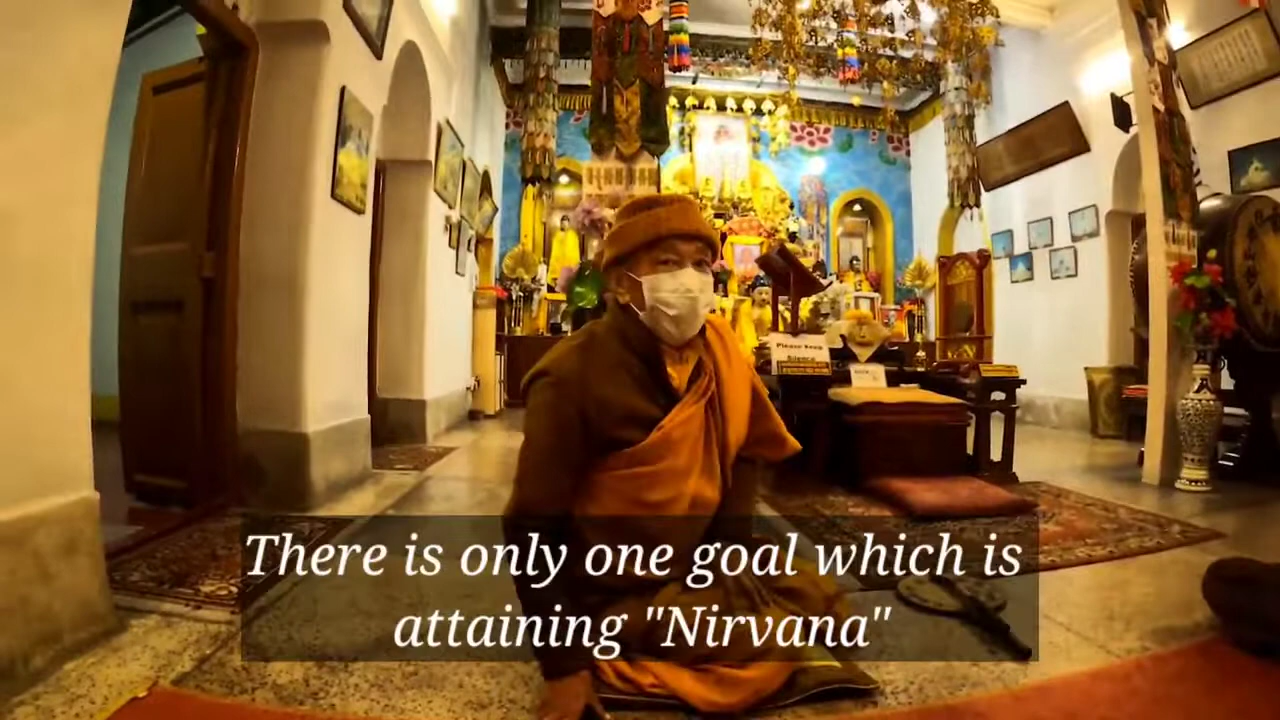 Please Keep
Silence
There is only one goal which is
attaining "Nirvana"